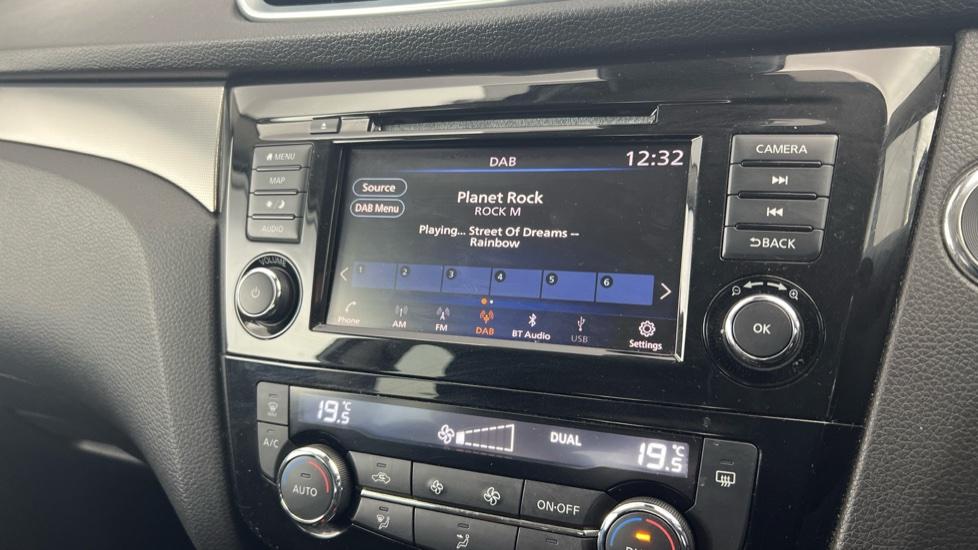 DAB
12:32
Source
DAB Menu
Planet Rock
ROCK M
Playing... Street Of Dreams --
Rainbow
1 2 3 4 5 6
Phone
AM
FM
DAB
BT Audio
USB
Settings
MENU
MAP
AUDIO
VOLUME
CAMERA
BACK
OK
19.5°C
DUAL
19.5°C
A/C
AUTO
ON·OFF